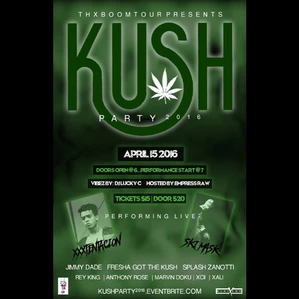 THXBOOMTOUR PRESENTS
KUSH
PARTY 2016
APRIL 15 2016
DOORS OPEN @ 6...PERFORMANCE START @ 7
VIBEZ BY: DJ LUCKY C HOSTED BY: EMPRESS RAW
TICKETS $15 | DOOR $20
PERFORMING LIVE:
XXXTENTACION
SKI MASK
JIMMY DADE FRESHA GOT THE KUSH SPLASH ZANOTTI
REY KING | ANTHONY ROSE | MARVIN DOKU | XCII | XALI
KUSHPARTY2016.EVENTBRITE.COM